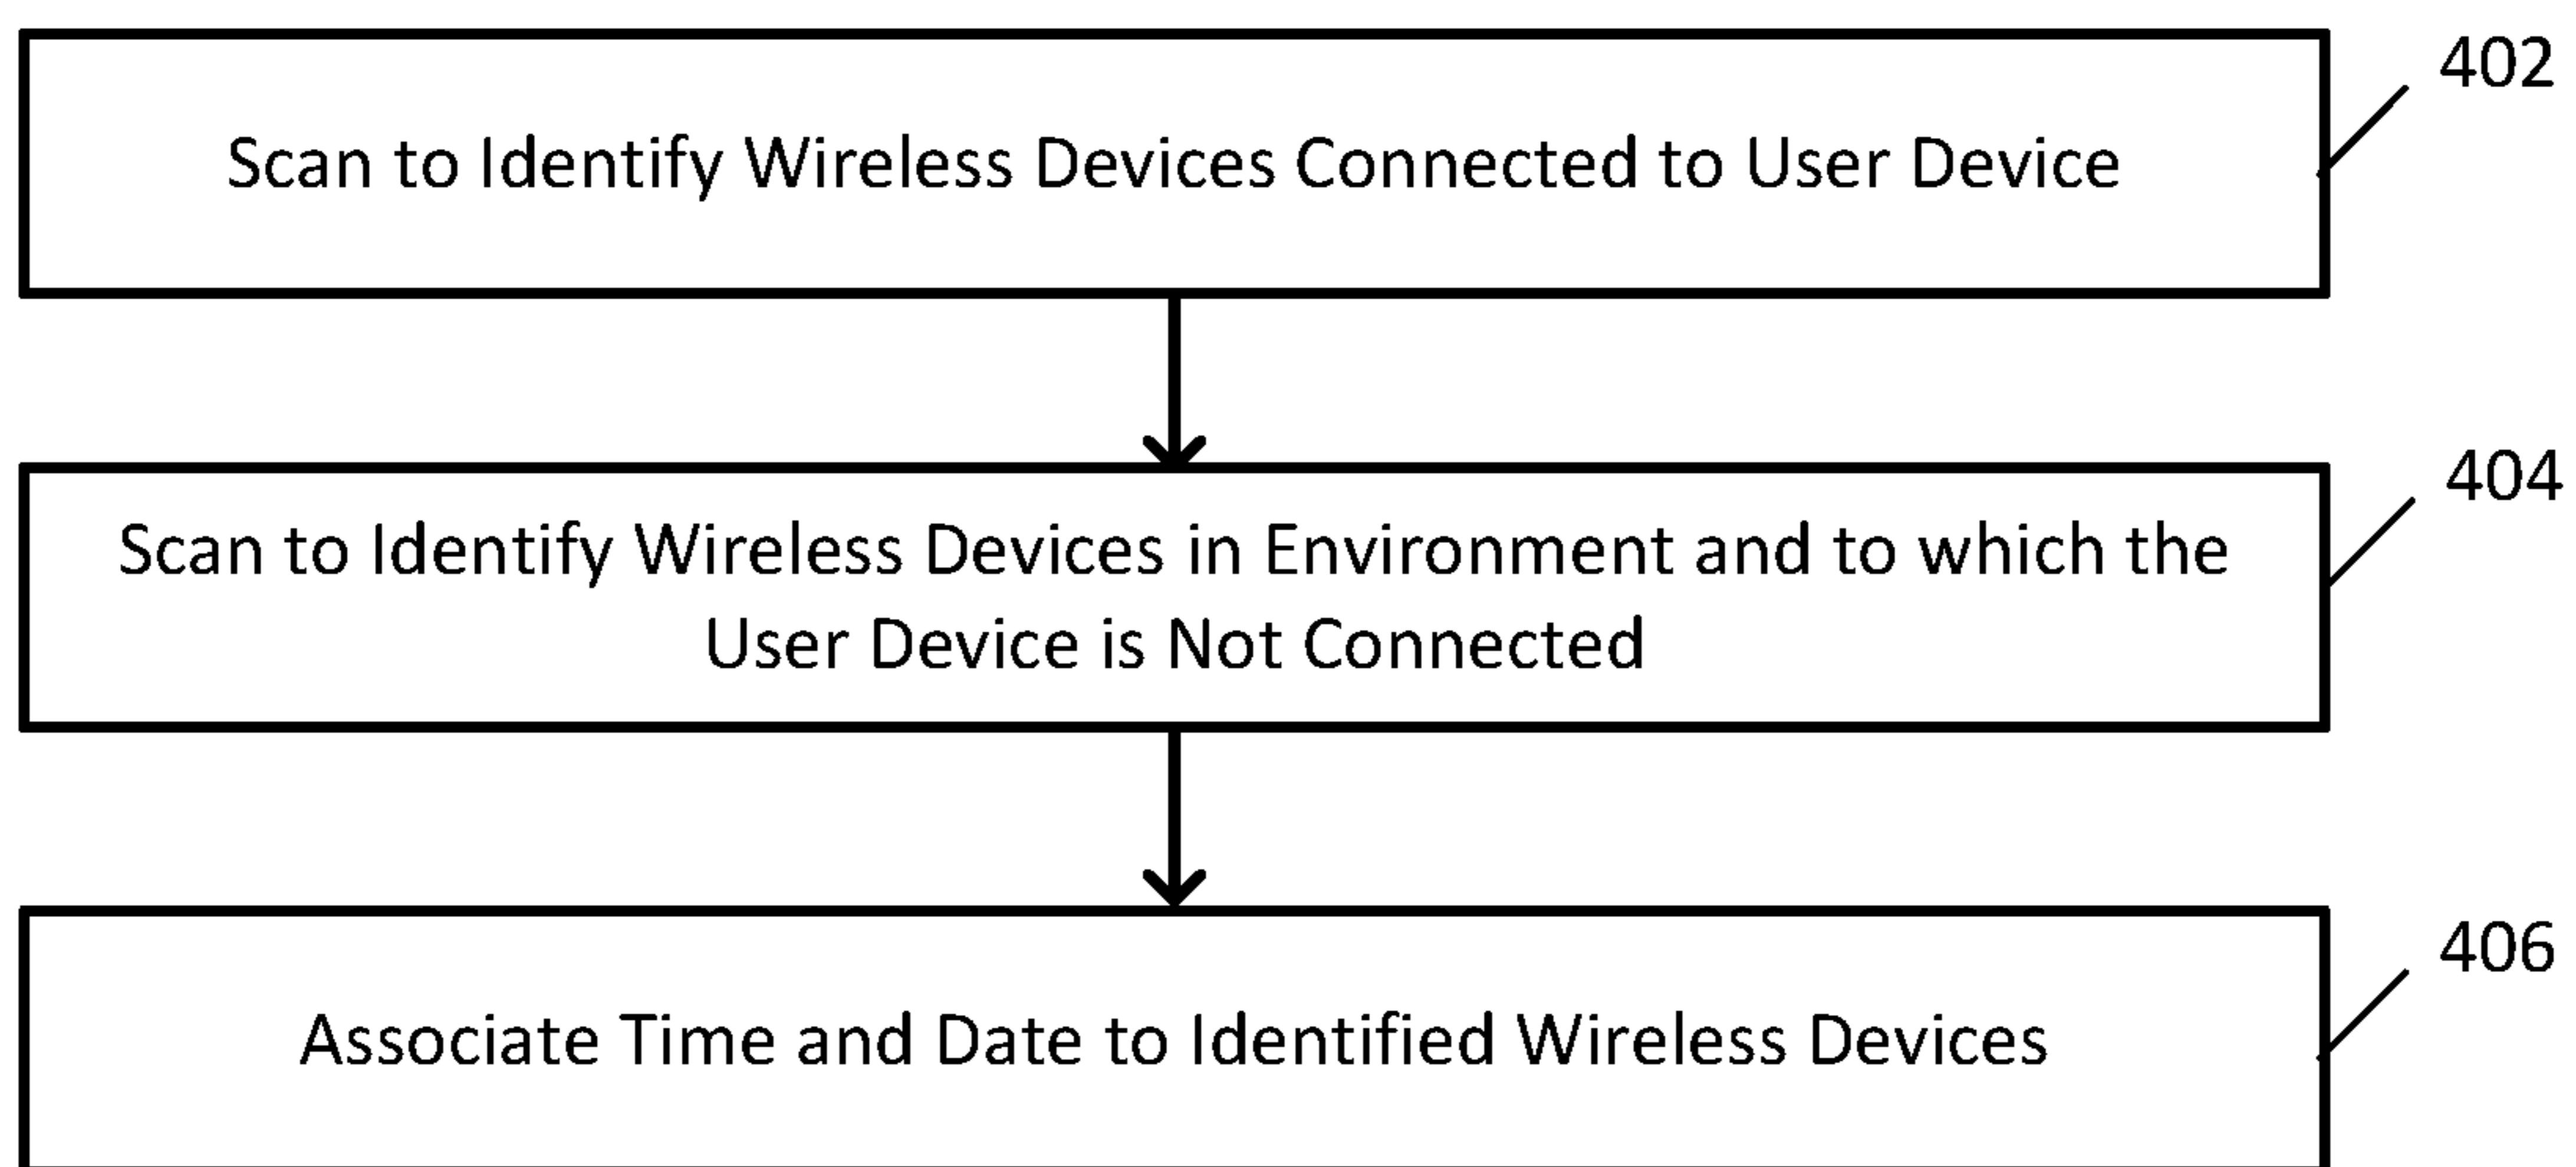 402
Scan to Identify Wireless Devices Connected to User Device
404
Scan to Identify Wireless Devices in Environment and to which the
User Device is Not Connected
406
Associate Time and Date to Identified Wireless Devices